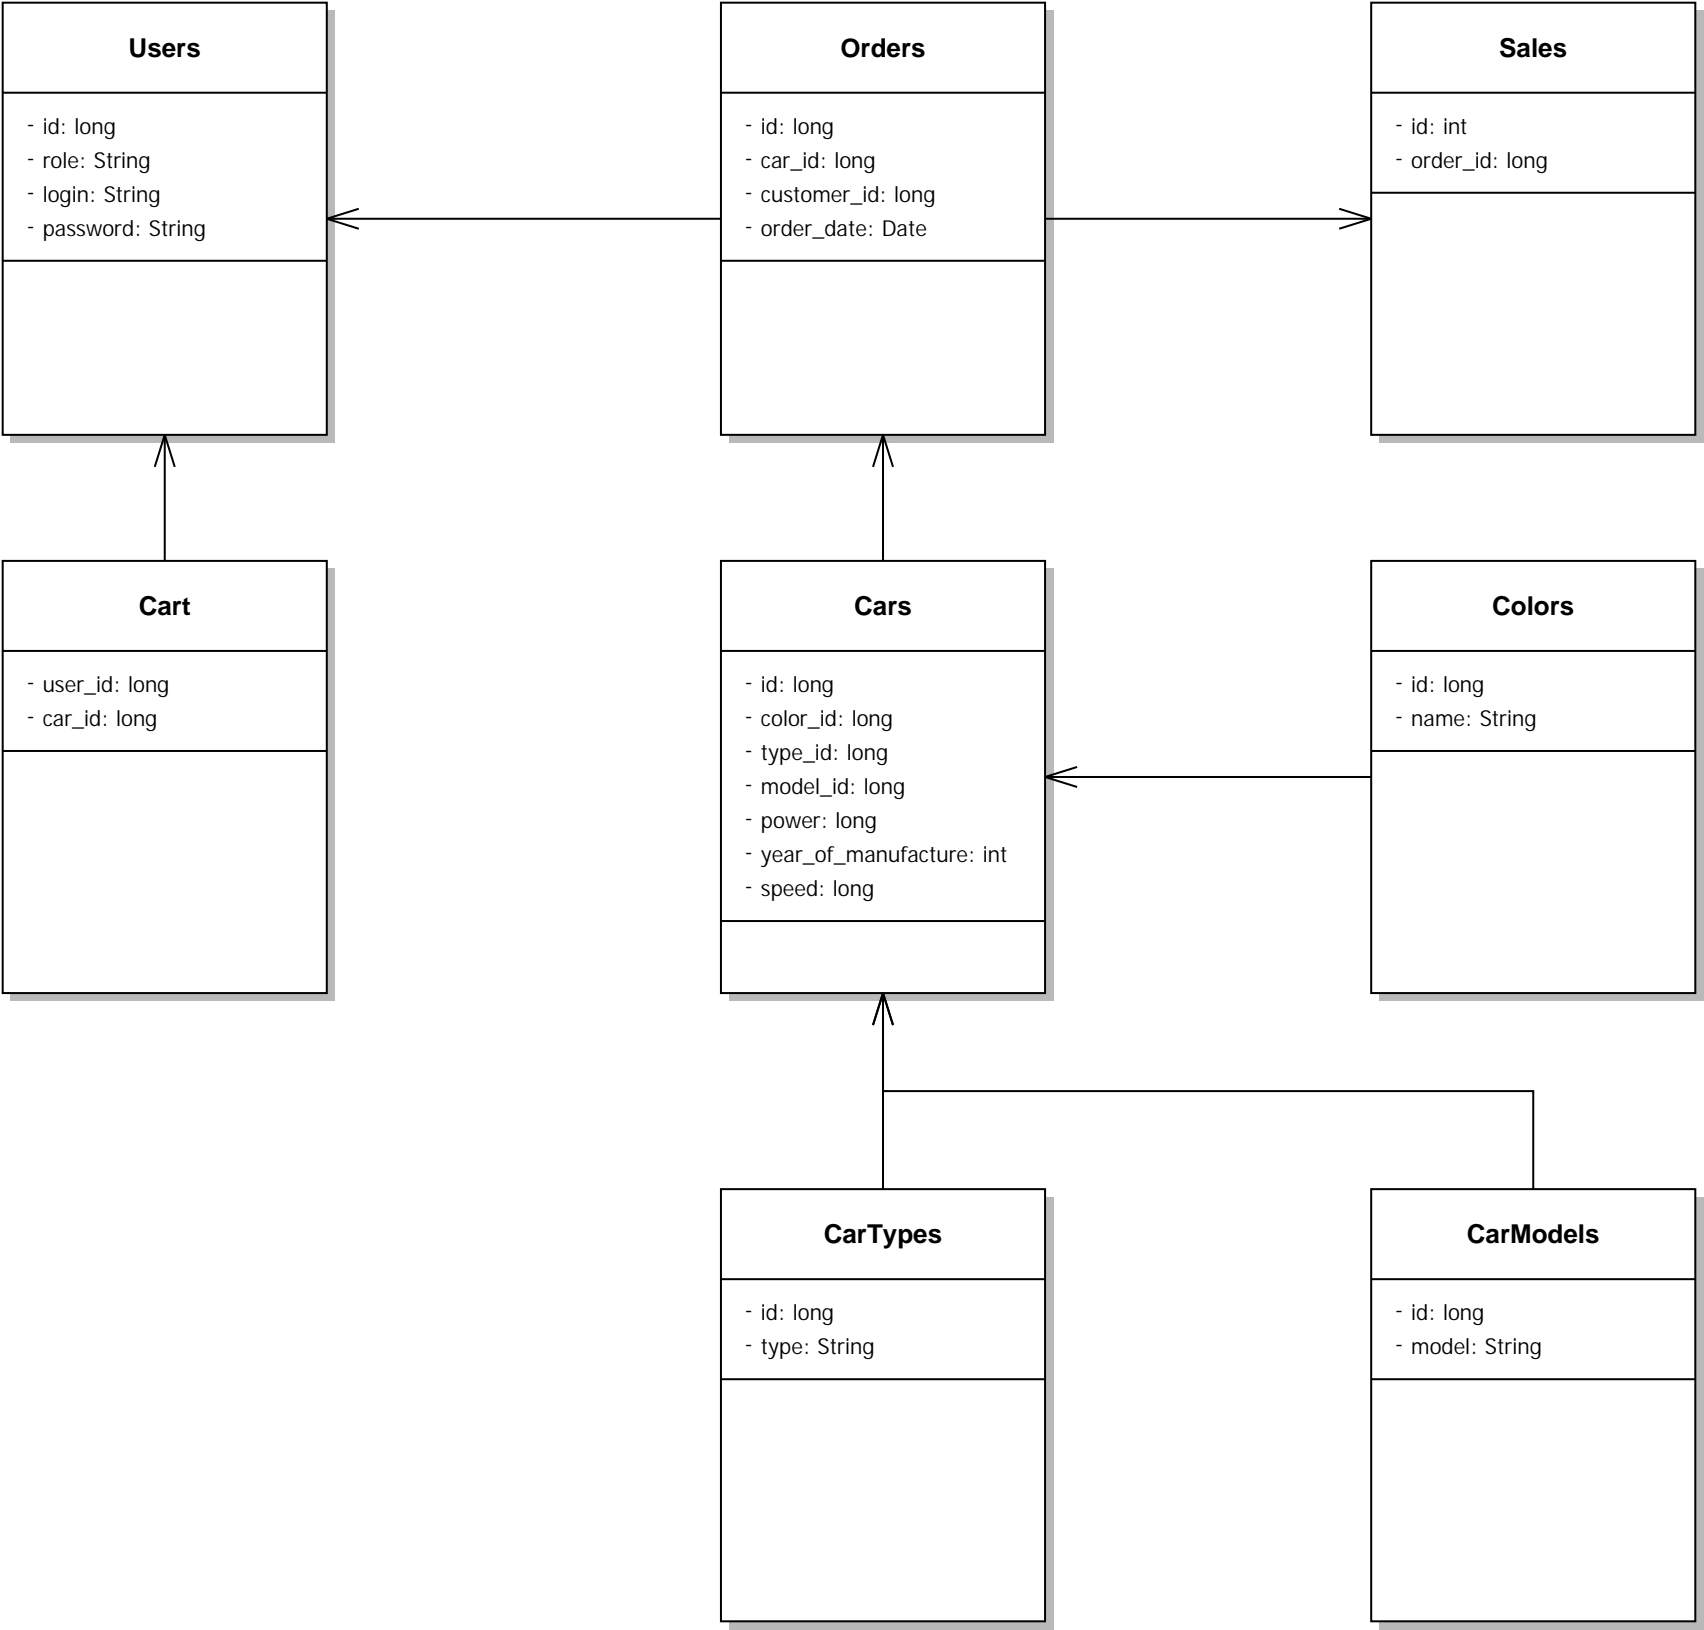 Users
- id: long
- role: String
- login: String
- password: String
Orders
- id: long
- car_id: long
- customer_id: long
- order_date: Date
Sales
- id: int
- order_id: long
Cart
- user_id: long
- car_id: long
Cars
- id: long
- color_id: long
- type_id: long
- model_id: long
- power: long
- year_of_manufacture: int
- speed: long
Colors
- id: long
- name: String
CarTypes
- id: long
- type: String
CarModels
- id: long
- model: String